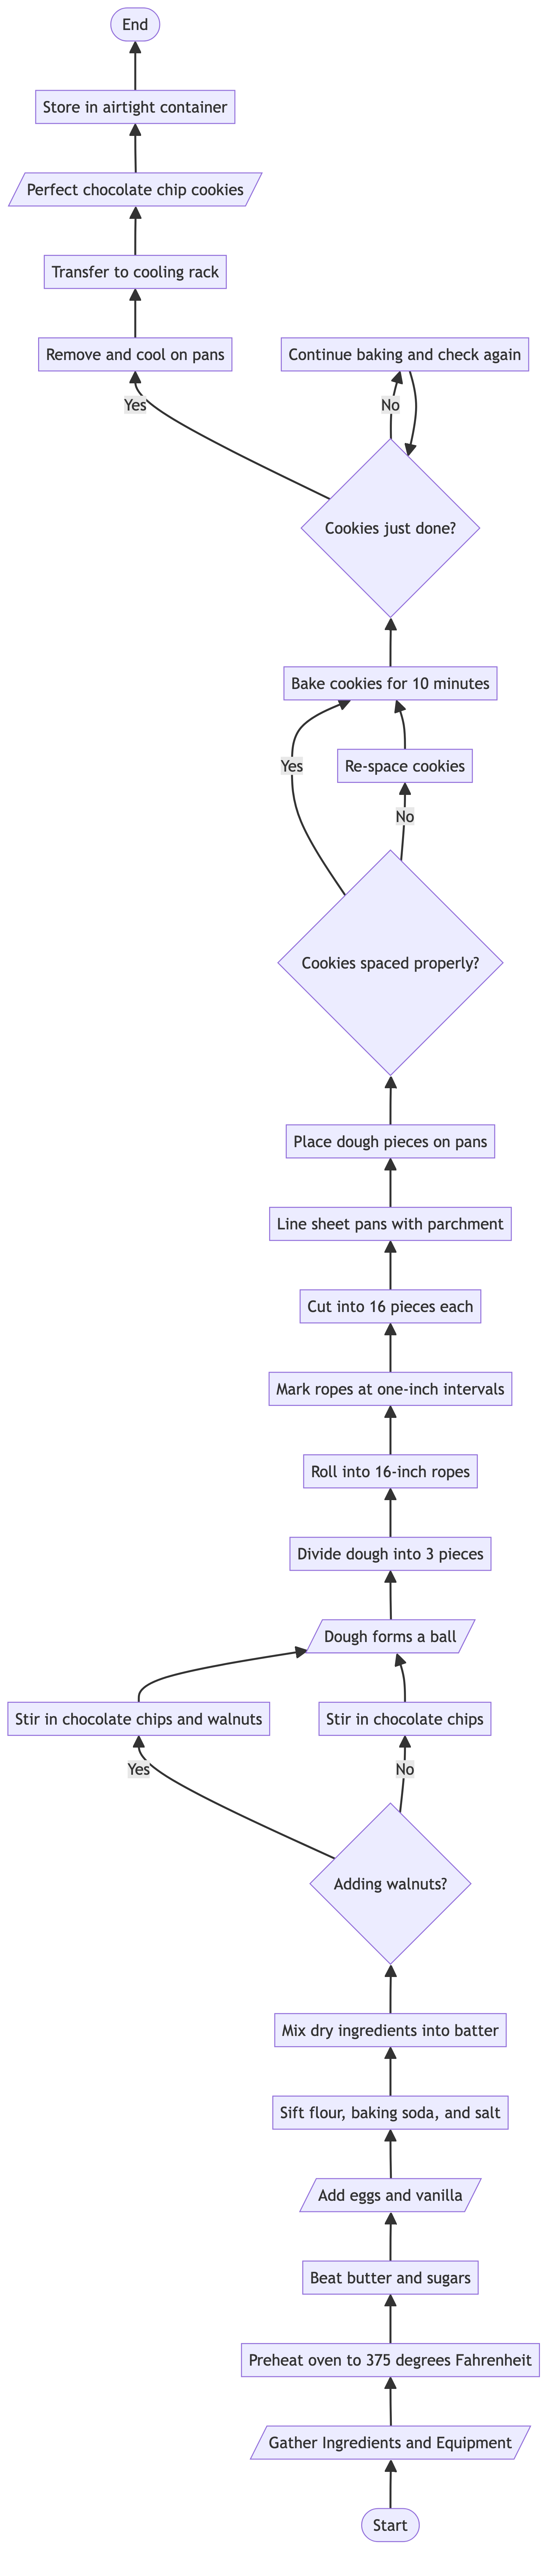 End
Store in airtight container
Perfect chocolate chip cookies
Transfer to cooling rack
Remove and cool on pans
Continue baking and check again
Yes
No
Cookies just done?
Bake cookies for 10 minutes
Yes
Re-space cookies
No
Cookies spaced properly?
Place dough pieces on pans
Line sheet pans with parchment
Cut into 16 pieces each
Mark ropes at one-inch intervals
Roll into 16-inch ropes
Divide dough into 3 pieces
Dough forms a ball
Stir in chocolate chips and walnuts
Stir in chocolate chips
Yes
No
Adding walnuts?
Mix dry ingredients into batter
Sift flour, baking soda, and salt
Add eggs and vanilla
Beat butter and sugars
Preheat oven to 375 degrees Fahrenheit
Gather Ingredients and Equipment
Start